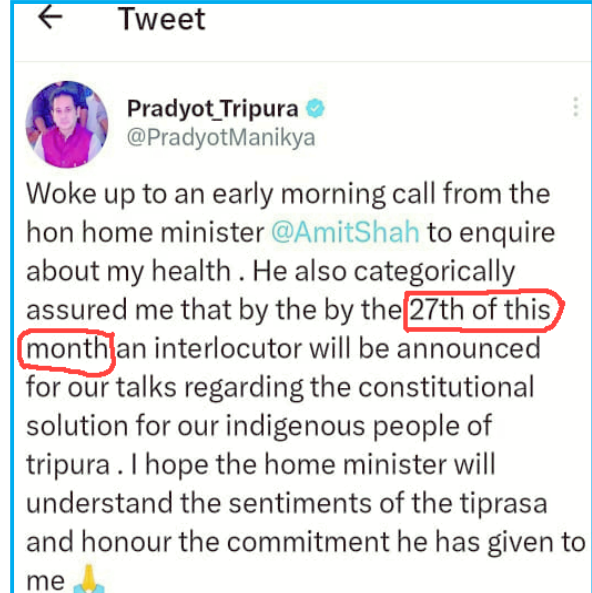 Tweet
Pradyot_Tripura
@PradyotManikya
Woke up to an early morning call from the
hon home minister @AmitShah to enquire
about my health . He also categorically
assured me that by the by the 27th of this
month an interlocutor will be announced
for our talks regarding the constitutional
solution for our indigenous people of
tripura . I hope the home minister will
understand the sentiments of the tiprasa
and honour the commitment he has given to
me 🙏